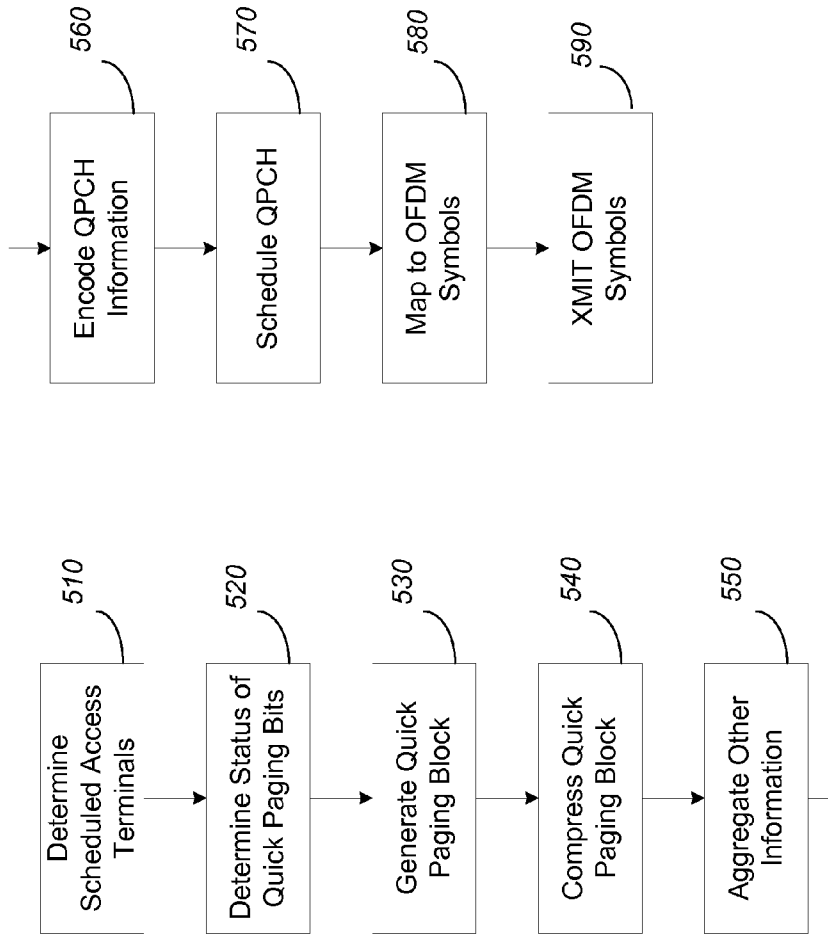 510
Determine
Scheduled Access
Terminals
520
Determine Status of
Quick Paging Bits
530
Generate Quick
Paging Block
540
Compress Quick
Paging Block
550
Aggregate Other
Information
560
Encode QPCH
Information
570
Schedule QPCH
580
Map to OFDM
Symbols
590
XMIT OFDM
Symbols